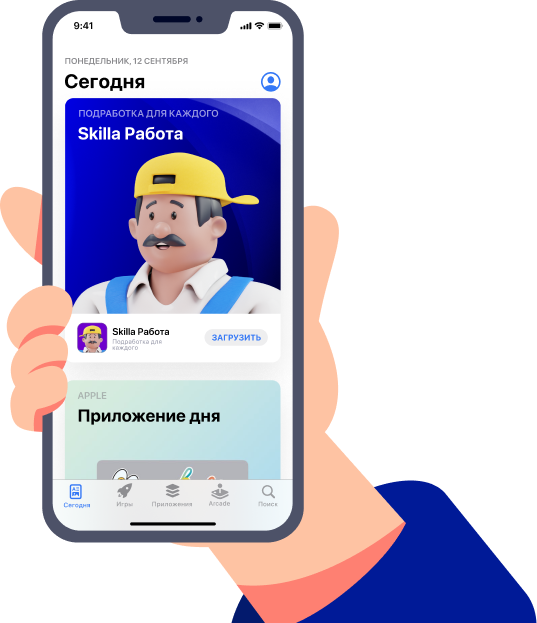 9:41
ПОНЕДЕЛЬНИК, 12 СЕНТЯБРЯ
Сегодня
ПОДРАБОТКА ДЛЯ КАЖДОГО
Skilla Работа
Skilla Работа
Подработка для
каждого
ЗАГРУЗИТЬ
APPLE
Приложение дня
Сегодня Игры Приложения Arcade Поиск